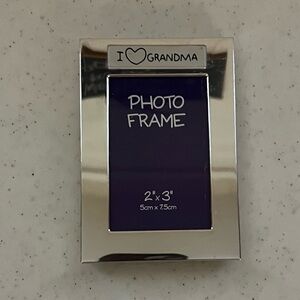 I♡GRANDMA
PHOTO
FRAME
2"x 3"
5cm x 7.5cm